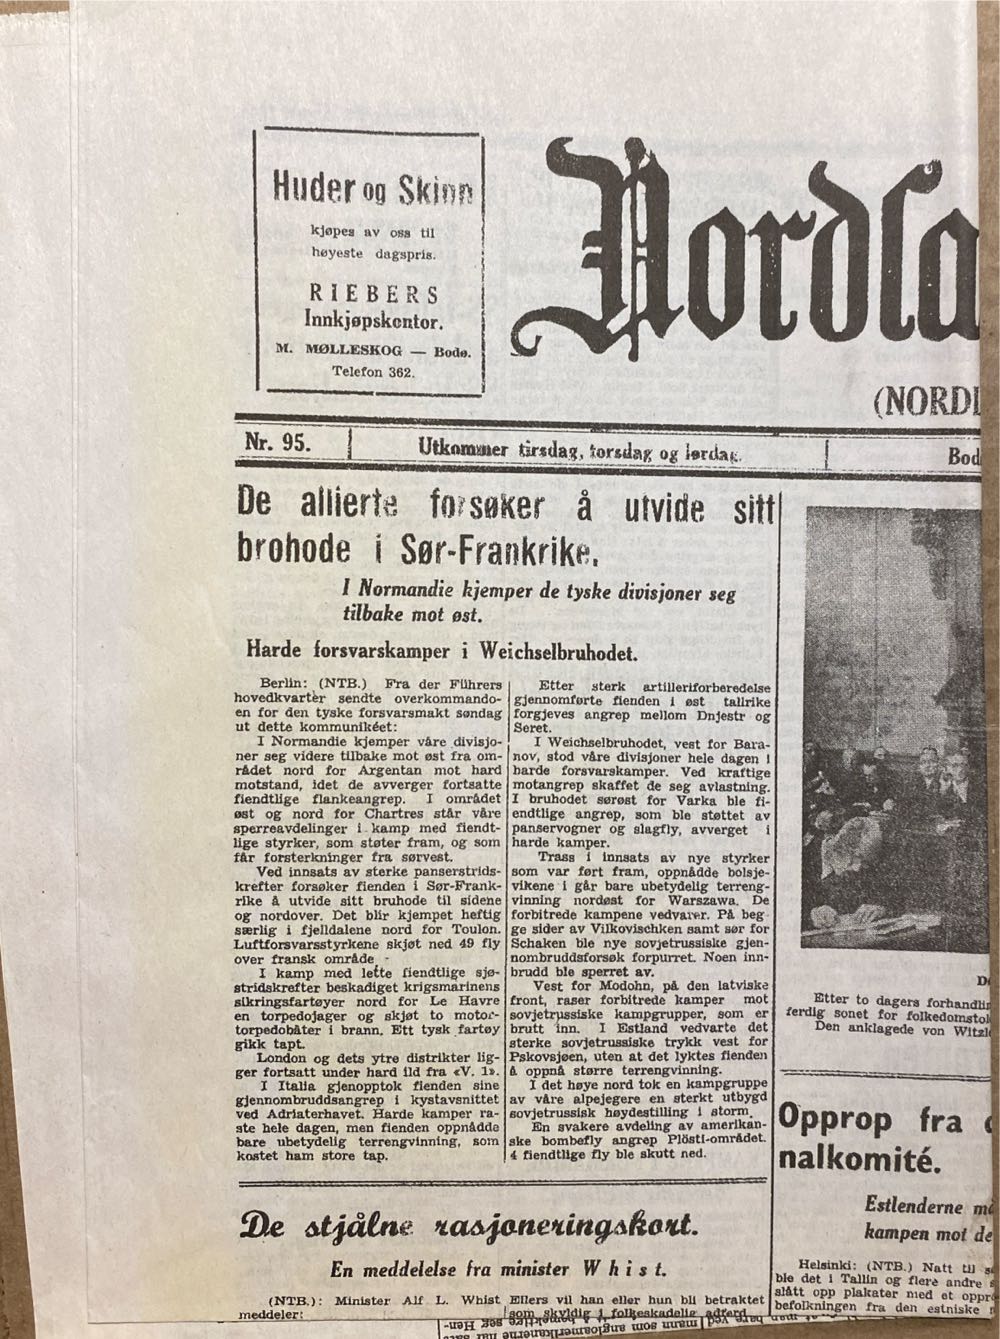 Huder og Skinn
kjøpes av oss til
høyeste dagspris.
RIEBERS
Innkjøpskontor.
M. MØLLESKOG — Bodø.
Telefon 362.
Nordla
(NORDL
Nr. 95.
Utkommer tirsdag, torsdag og lørdag.
Bod
De allierte forsøker å utvide sitt
brohode i Sør-Frankrike.
I Normandie kjemper de tyske divisjoner seg
tilbake mot øst.
Harde forsvarskamper i Weichselbruhodet.
Berlin: (NTB.) Fra der Führers
hovedkvartèr sendte overkommando-
en for den tyske forsvarsmakt søndag
ut dette kommunikéet:
I Normandie kjemper våre divisjo-
ner seg videre tilbake mot øst fra om-
rådet nord for Argentan mot hard
motstand, idet de avverger fortsatte
fiendtlige flankeangrep. I området
øst og nord for Chartres står våre
sperreavdelinger i kamp med fiendt-
lige styrker, som støter fram, og som
får forsterkninger fra sørvest.
Ved innsats av sterke panserstrids-
krefter forsøker fienden i Sør-Frank-
rike å utvide sitt bruhode til sidene
og nordover. Det blir kjempet heftig
særlig i fjelldalene nord for Toulon.
Luftforsvarsstyrkene skjøt ned 49 fly
over fransk område
I kamp med lette fiendtlige sjø-
stridskrefter beskadiget krigsmarinens
sikringsfartøyer nord for Le Havre
en torpedojager og skjøt to motor-
torpedobåter i brann. Ett tysk fartøy
gikk tapt.
London og dets ytre distrikter lig-
ger fortsatt under hard ild fra «V. 1».
I Italia gjenopptok fienden sine
gjennombruddsangrep i kystavsnittet
ved Adriaterhavet. Harde kamper ra-
ste hele dagen, men fienden oppnådde
bare ubetydelig terrengvinning, som
kostet ham store tap.
Etter sterk artilleriforberedelse
gjennomførte fienden i øst tallrike
forgjeves angrep mellom Dnjestr og
Seret.
I Weichselbruhodet, vest for Bara-
nov, stod våre divisjoner hele dagen i
harde forsvarskamper. Ved kraftige
motangrep skaffet de seg avlastning.
I bruhodet sørøst for Varka ble fi-
endtlige angrep, som ble støttet av
panservogner og slagfly, avverget i
harde kamper.
Trass i innsats av nye styrker
som var ført fram, oppnådde bolsje-
vikene i går bare ubetydelig terreng-
vinning nordøst for Warszawa. De
forbitrede kampene vedvarer. På beg
ge sider av Vilkovischken samt sør for
Schaken ble nye sovjetrussiske gjen-
nombruddsforsøk forpurret. Noen inn-
brudd ble sperret av.
Vest for Modohn, på den latviske
front, raser forbitrede kamper mot
sovjetrussiske kampgrupper, som er
brutt inn. I Estland vedvarte det
sterke sovjetrussiske trykk vest for
Pskovsjøen, uten at det lyktes fienden
å oppnå større terrengvinning.
I det høye nord tok en kampgruppe
av våre alpejegere en sterkt utbygd
sovjetrussisk høydestilling i storm.
En svakere avdeling av amerikan-
ske bombefly angrep Plösti-området.
4 fiendtlige fly ble skutt ned.
De stjålne rasjoneringskort.
En meddelelse fra minister Whist.
(NTB.): Minister Alf L. Whist
meddeler:
Ellers vil han eller hun bli betraktet
som skyldig i folkeskadelig adferd
Etter to dagers forhandlin
ferdig sonet for folkedomstol
Den anklagede von Witzle
Opprop fra
nalkomité.
Estlenderne må
kampen mot de
Helsinki: (NTB.) Natt til
ble det i Tallin og flere andre s
slått opp plakater med et oppro
befolkningen fra den estniske n